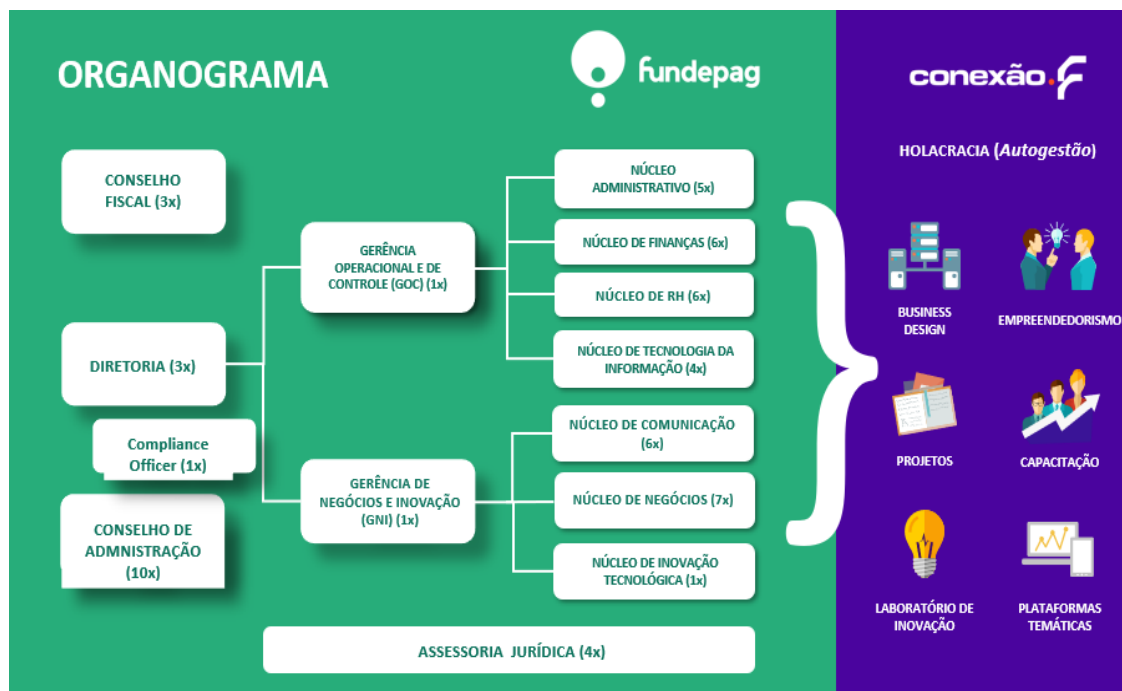 ORGANOGRAMA
fundepag
CONSELHO
FISCAL (3x)
DIRETORIA (3x)
Compliance
Officer (1x)
CONSELHO DE
ADMNISTRAÇÃO
(10x)
GERÊNCIA
OPERACIONAL E DE
CONTROLE (GOC) (1x)
GERÊNCIA DE
NEGÓCIOS E INOVAÇÃO
(GNI) (1x)
NÚCLEO
ADMINISTRATIVO (5x)
NÚCLEO DE FINANÇAS (6x)
NÚCLEO DE RH (6x)
NÚCLEO DE TECNOLOGIA DA
INFORMAÇÃO (4x)
NÚCLEO DE COMUNICAÇÃO
(6x)
NÚCLEO DE NEGÓCIOS (7x)
NÚCLEO DE INOVAÇÃO
TECNOLÓGICA (1x)
ASSESSORIA JURÍDICA (4x)
conexão.F
HOLACRACIA (Autogestão)
BUSINESS
DESIGN
EMPREENDEDORISMO
PROJETOS
CAPACITAÇÃO
LABORATÓRIO DE
INOVAÇÃO
PLATAFORMAS
TEMÁTICAS